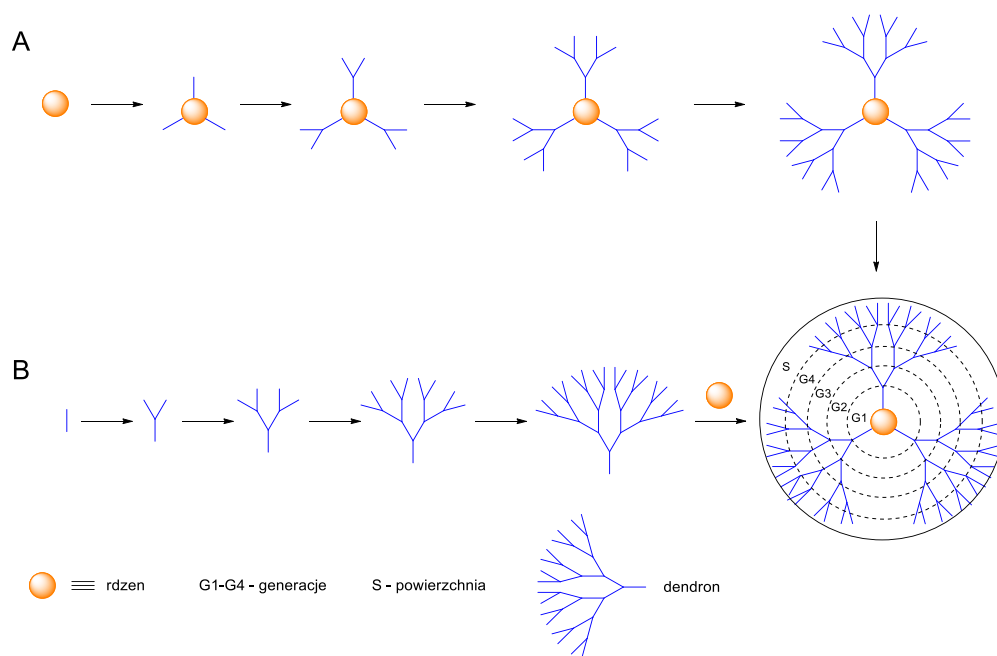 A
B
S
G4
G3
G2
G1
rdzen
G1-G4 - generacje
S - powierzchnia
dendron